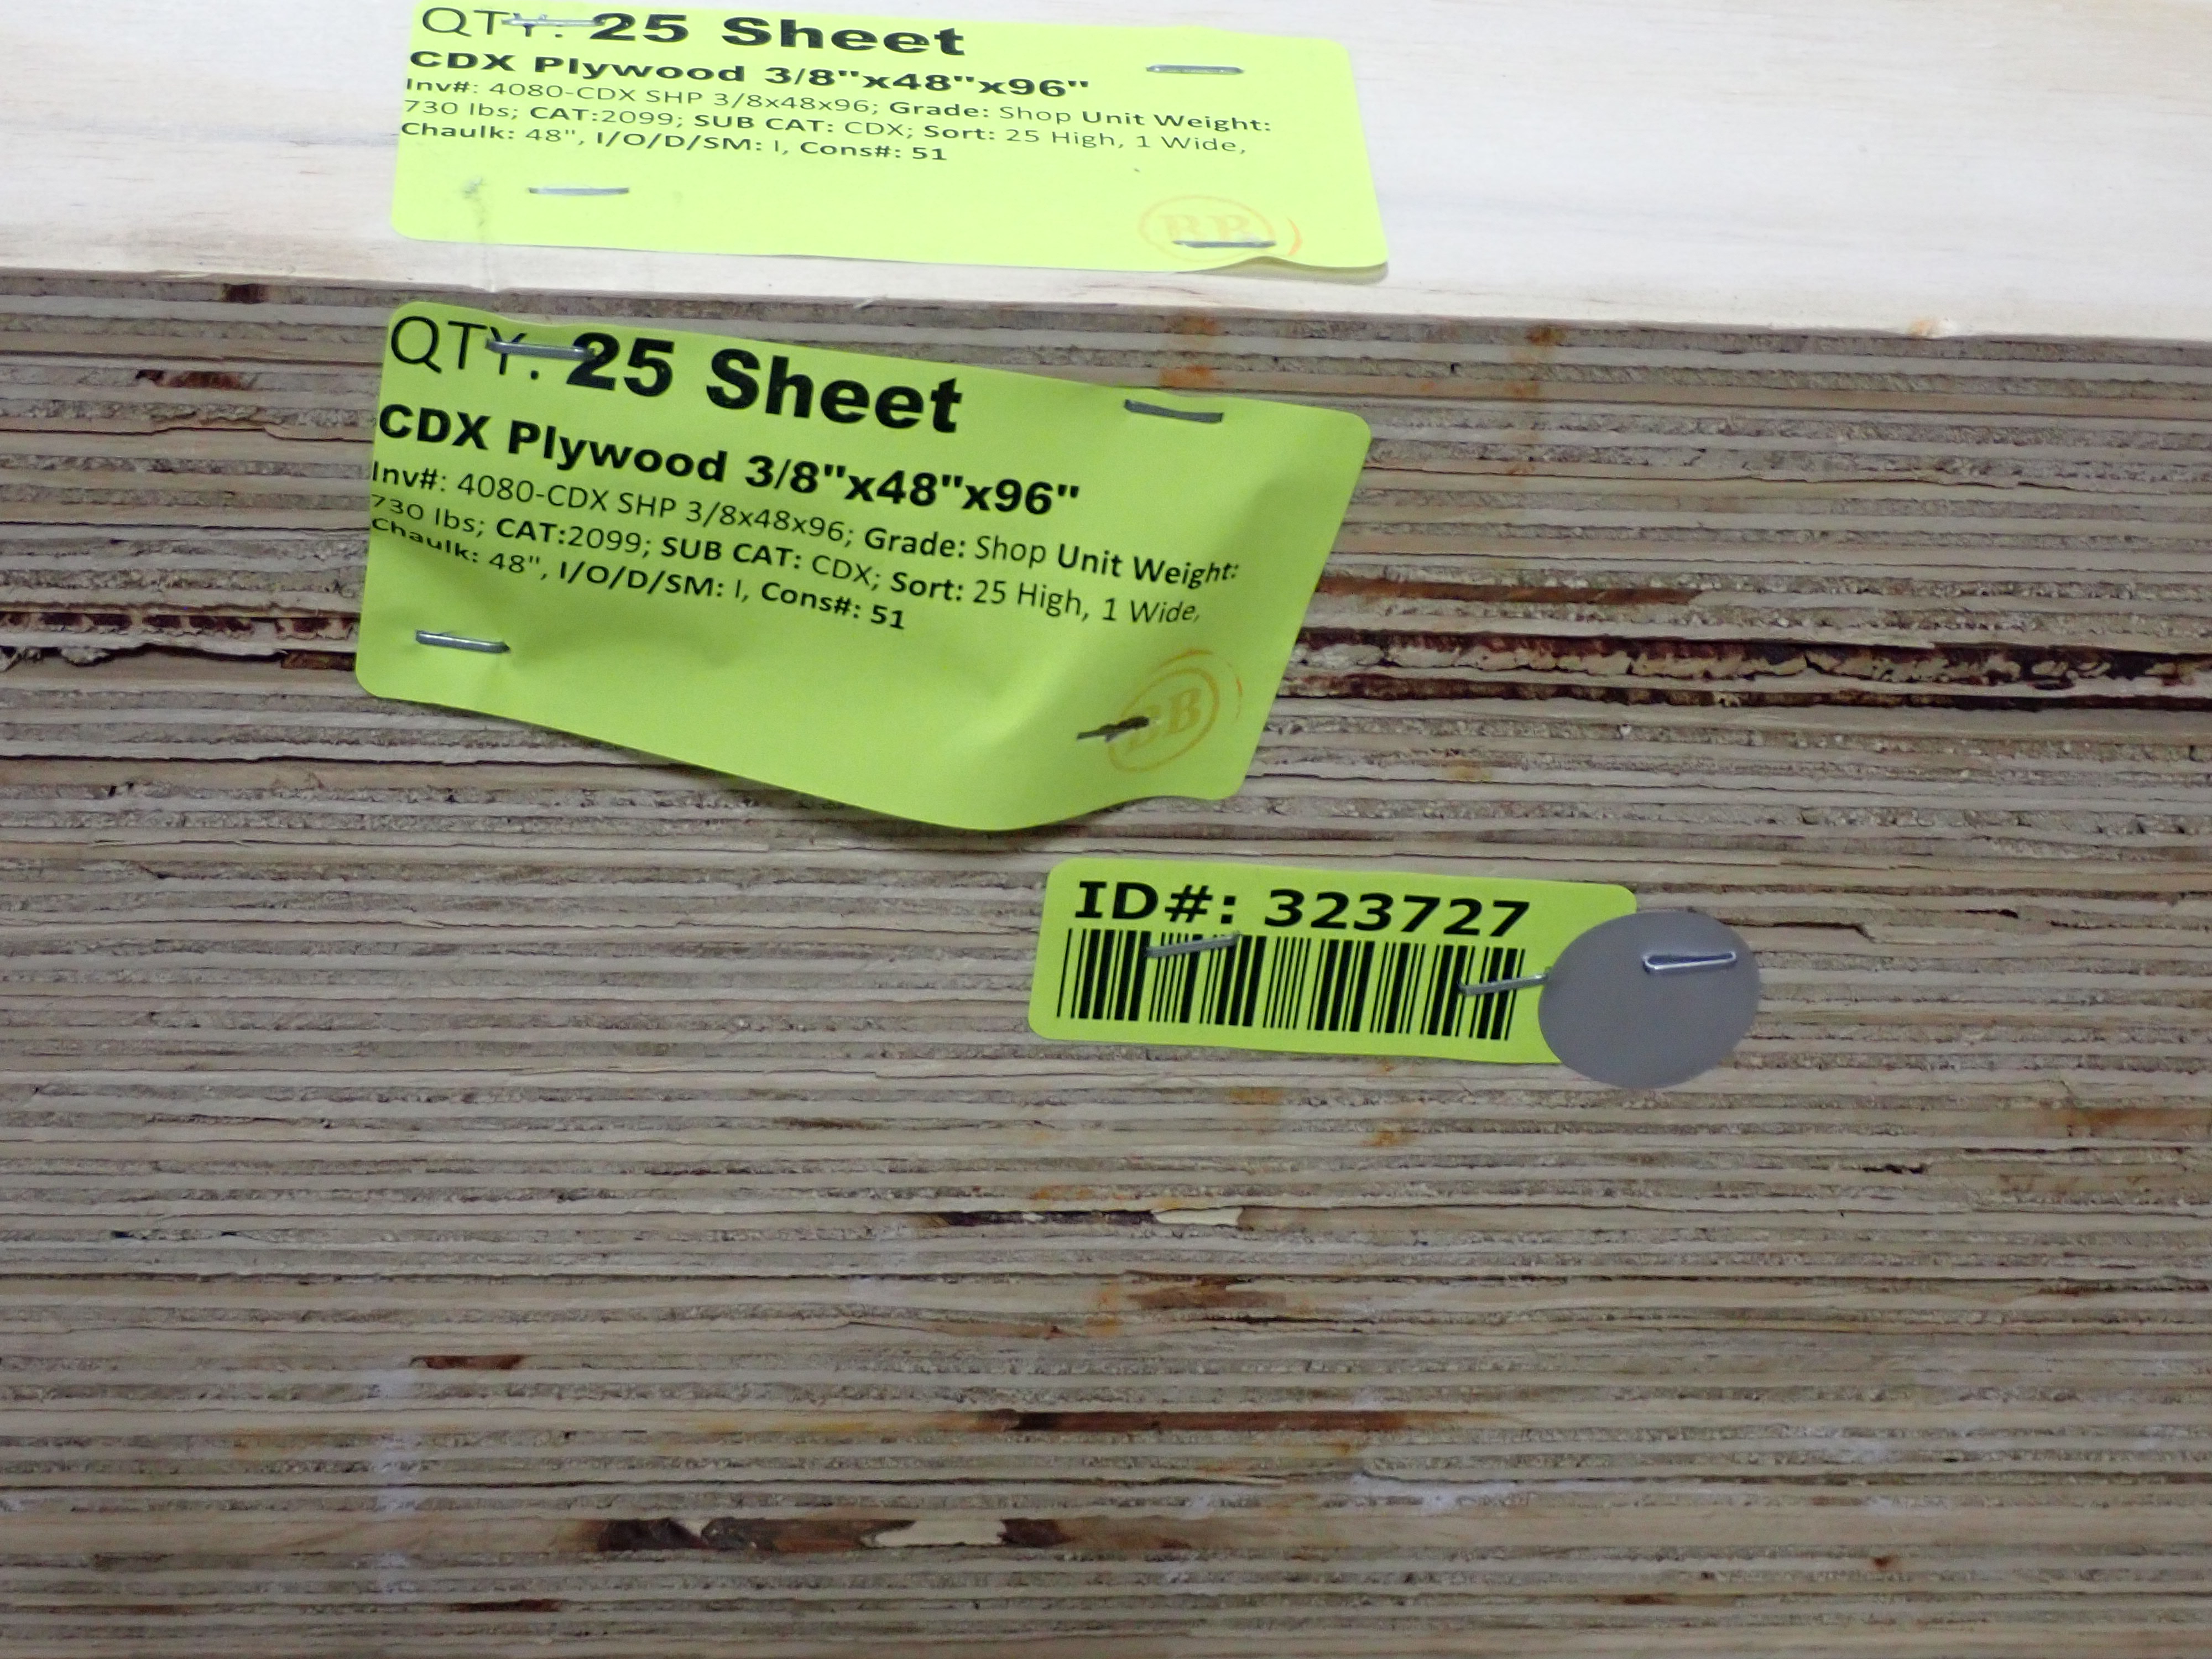 QTY: 25 Sheet
CDX Plywood 3/8"x48"x96"
Inv#: 4080-CDX SHP 3/8x48x96; Grade: Shop Unit Weight:
730 lbs; CAT:2099; SUB CAT: CDX; Sort: 25 High, 1 Wide,
Chaulk: 48", I/O/D/SM: I, Cons#: 51
BB
QTY: 25 Sheet
CDX Plywood 3/8"x48"x96"
Inv#: 4080-CDX SHP 3/8x48x96; Grade: Shop Unit Weight:
730 lbs; CAT:2099; SUB CAT: CDX; Sort: 25 High, 1 Wide,
Chaulk: 48", I/O/D/SM: I, Cons#: 51
BB
ID#: 323727